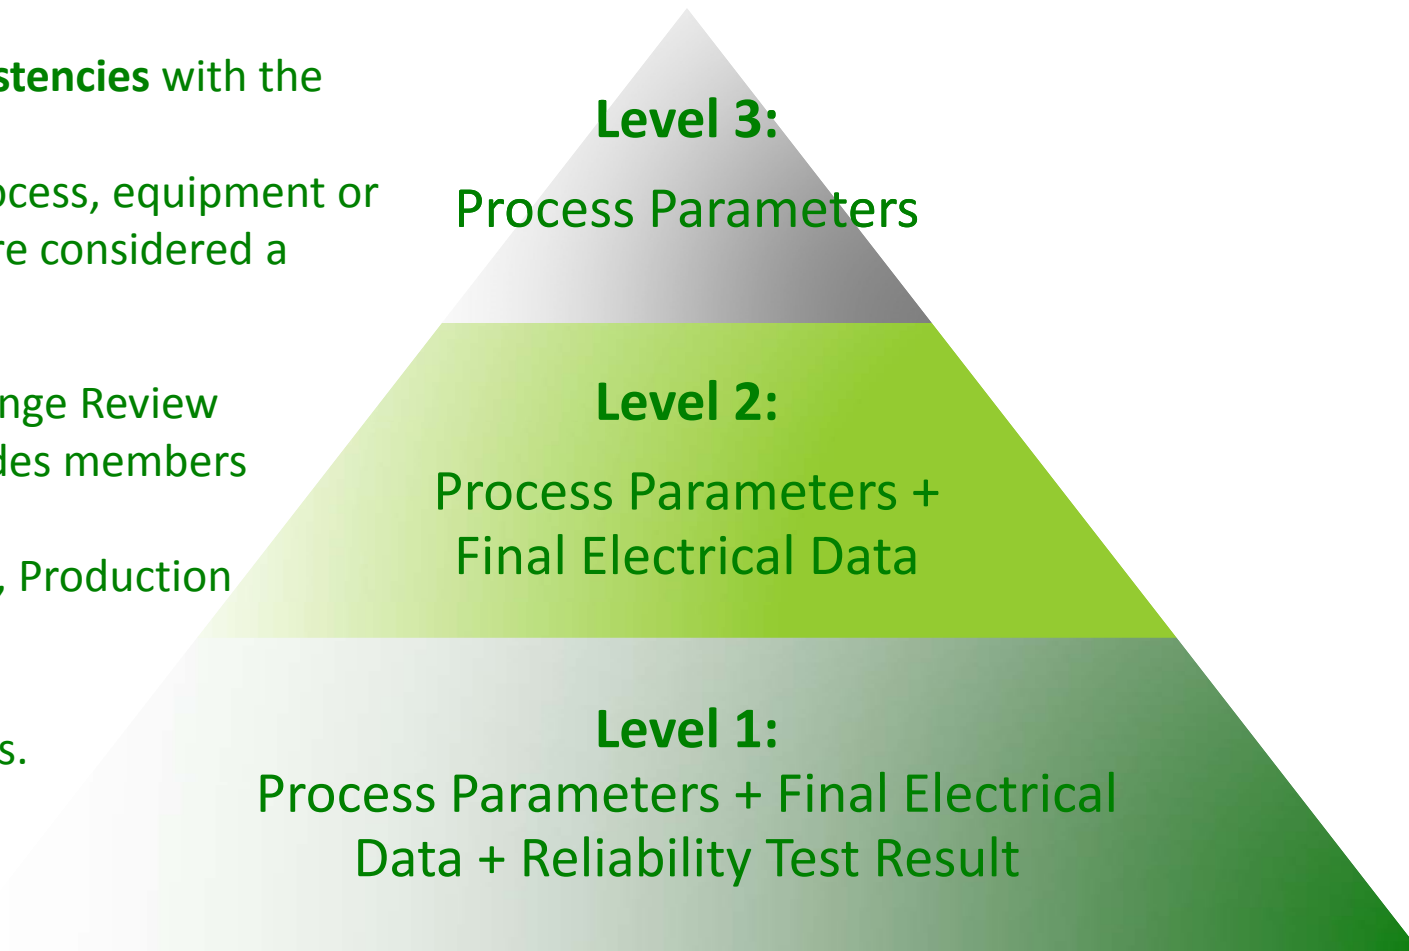 stencies with the
ocess, equipment or
re considered a
nge Review
des members
, Production
s.
Level 3:
Process Parameters
Level 2:
Process Parameters +
Final Electrical Data
Level 1:
Process Parameters + Final Electrical
Data + Reliability Test Result